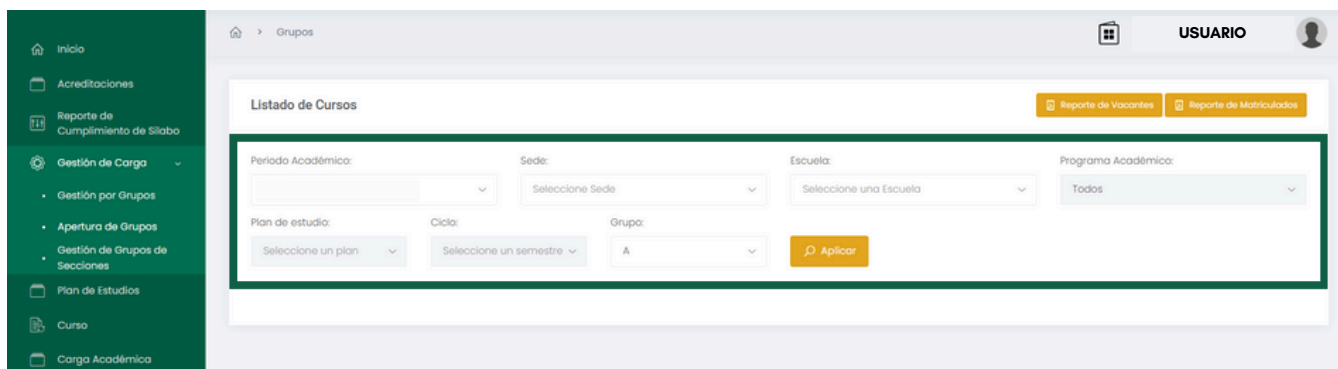 Inicio
Acreditaciones
Reporte de
Cumplimiento de Sílabo
Gestión de Carga
Gestión por Grupos
Apertura de Grupos
Gestión de Grupos de
Secciones
Plan de Estudios
Curso
Carga Académica
> Grupos
USUARIO
Listado de Cursos
Reporte de Vacantes
Reporte de Matriculados
Periodo Académico:
Sede:
Escuela:
Programa Académico:
Seleccione Sede
Seleccione una Escuela
Todos
Plan de estudio:
Ciclo:
Grupo:
Seleccione un plan
Seleccione un semestre
A
Aplicar